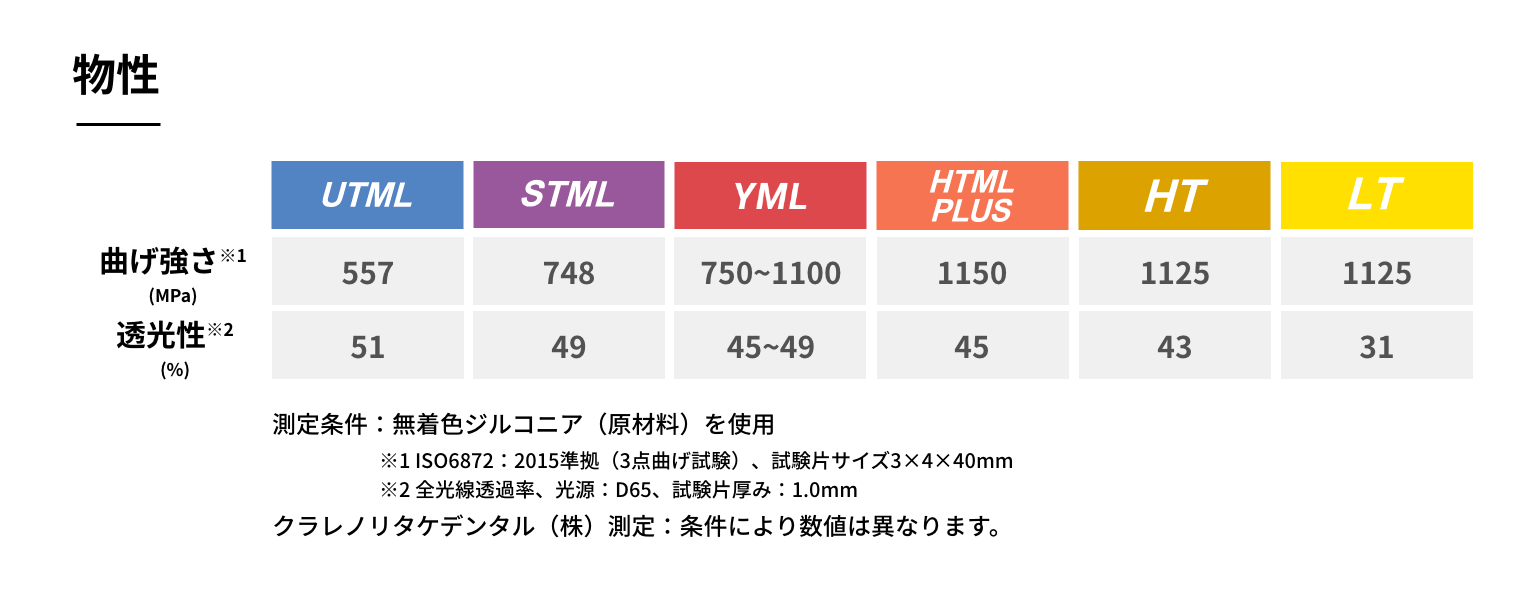 物性
UTML STML YML HTML PLUS HT LT
曲げ強さ※1 (MPa) 557 748 750~1100 1150 1125 1125
透光性※2 (%) 51 49 45~49 45 43 31
測定条件：無着色ジルコニア（原材料）を使用
※1 ISO6872：2015準拠（3点曲げ試験）、試験片サイズ3×4×40mm
※2 全光線透過率、光源：D65、試験片厚み：1.0mm
クラレノリタケデンタル（株）測定：条件により数値は異なります。